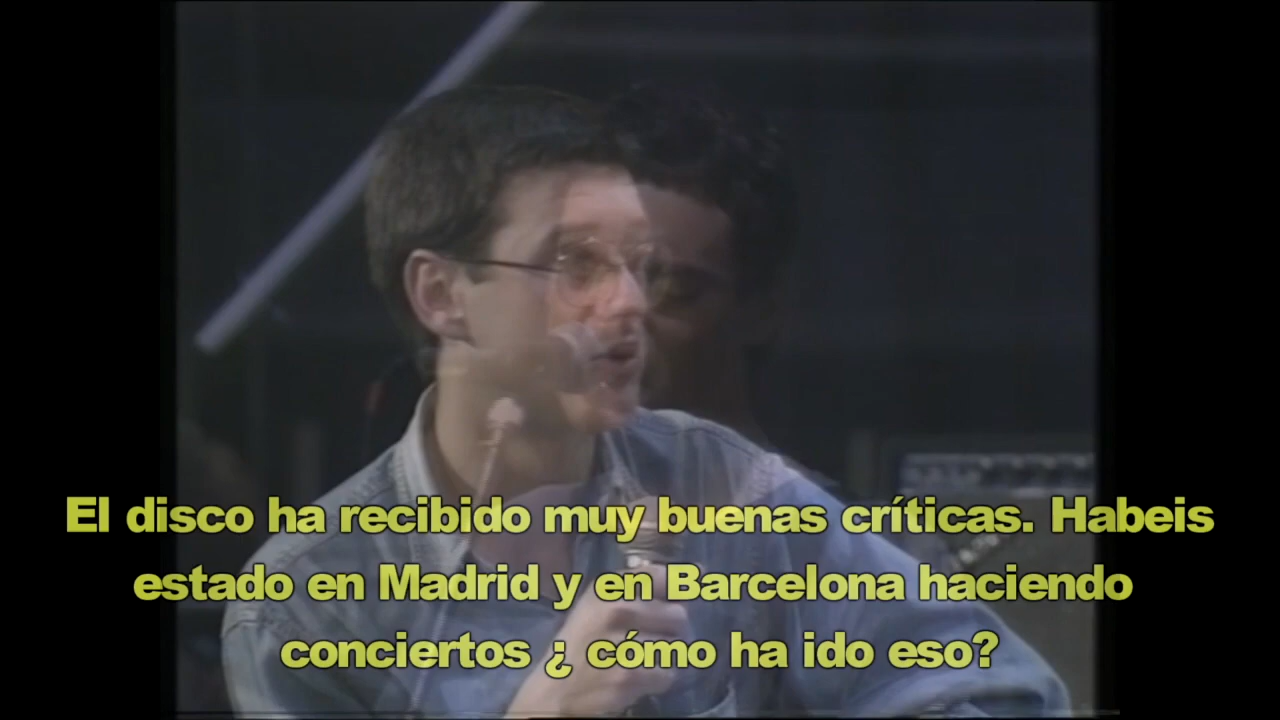 El disco ha recibido muy buenas críticas. Habeis
estado en Madrid y en Barcelona haciendo
conciertos ¿ cómo ha ido eso?